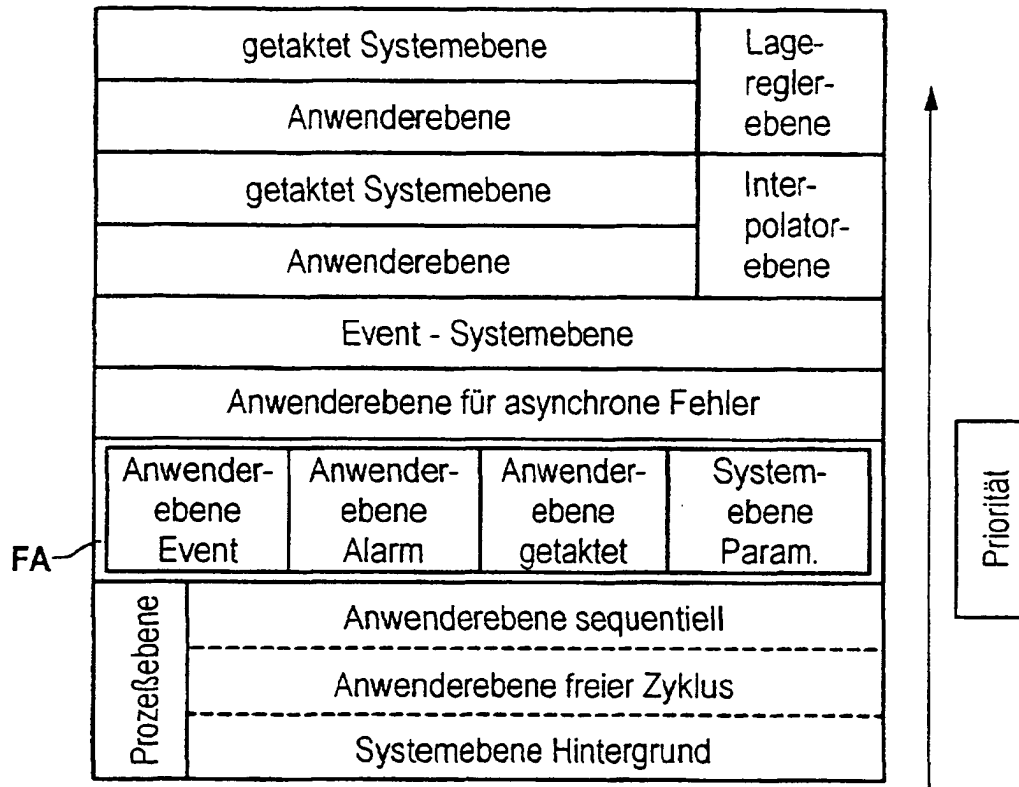 getaktet Systemebene
Anwenderebene
Lage-
regler-
ebene
getaktet Systemebene
Anwenderebene
Inter-
polator-
ebene
Event - Systemebene
Anwenderebene für asynchrone Fehler
FA
Anwender-
ebene
Event
Anwender-
ebene
Alarm
Anwender-
ebene
getaktet
System-
ebene
Param.
Prozeßebene
Anwenderebene sequentiell
Anwenderebene freier Zyklus
Systemebene Hintergrund
Priorität